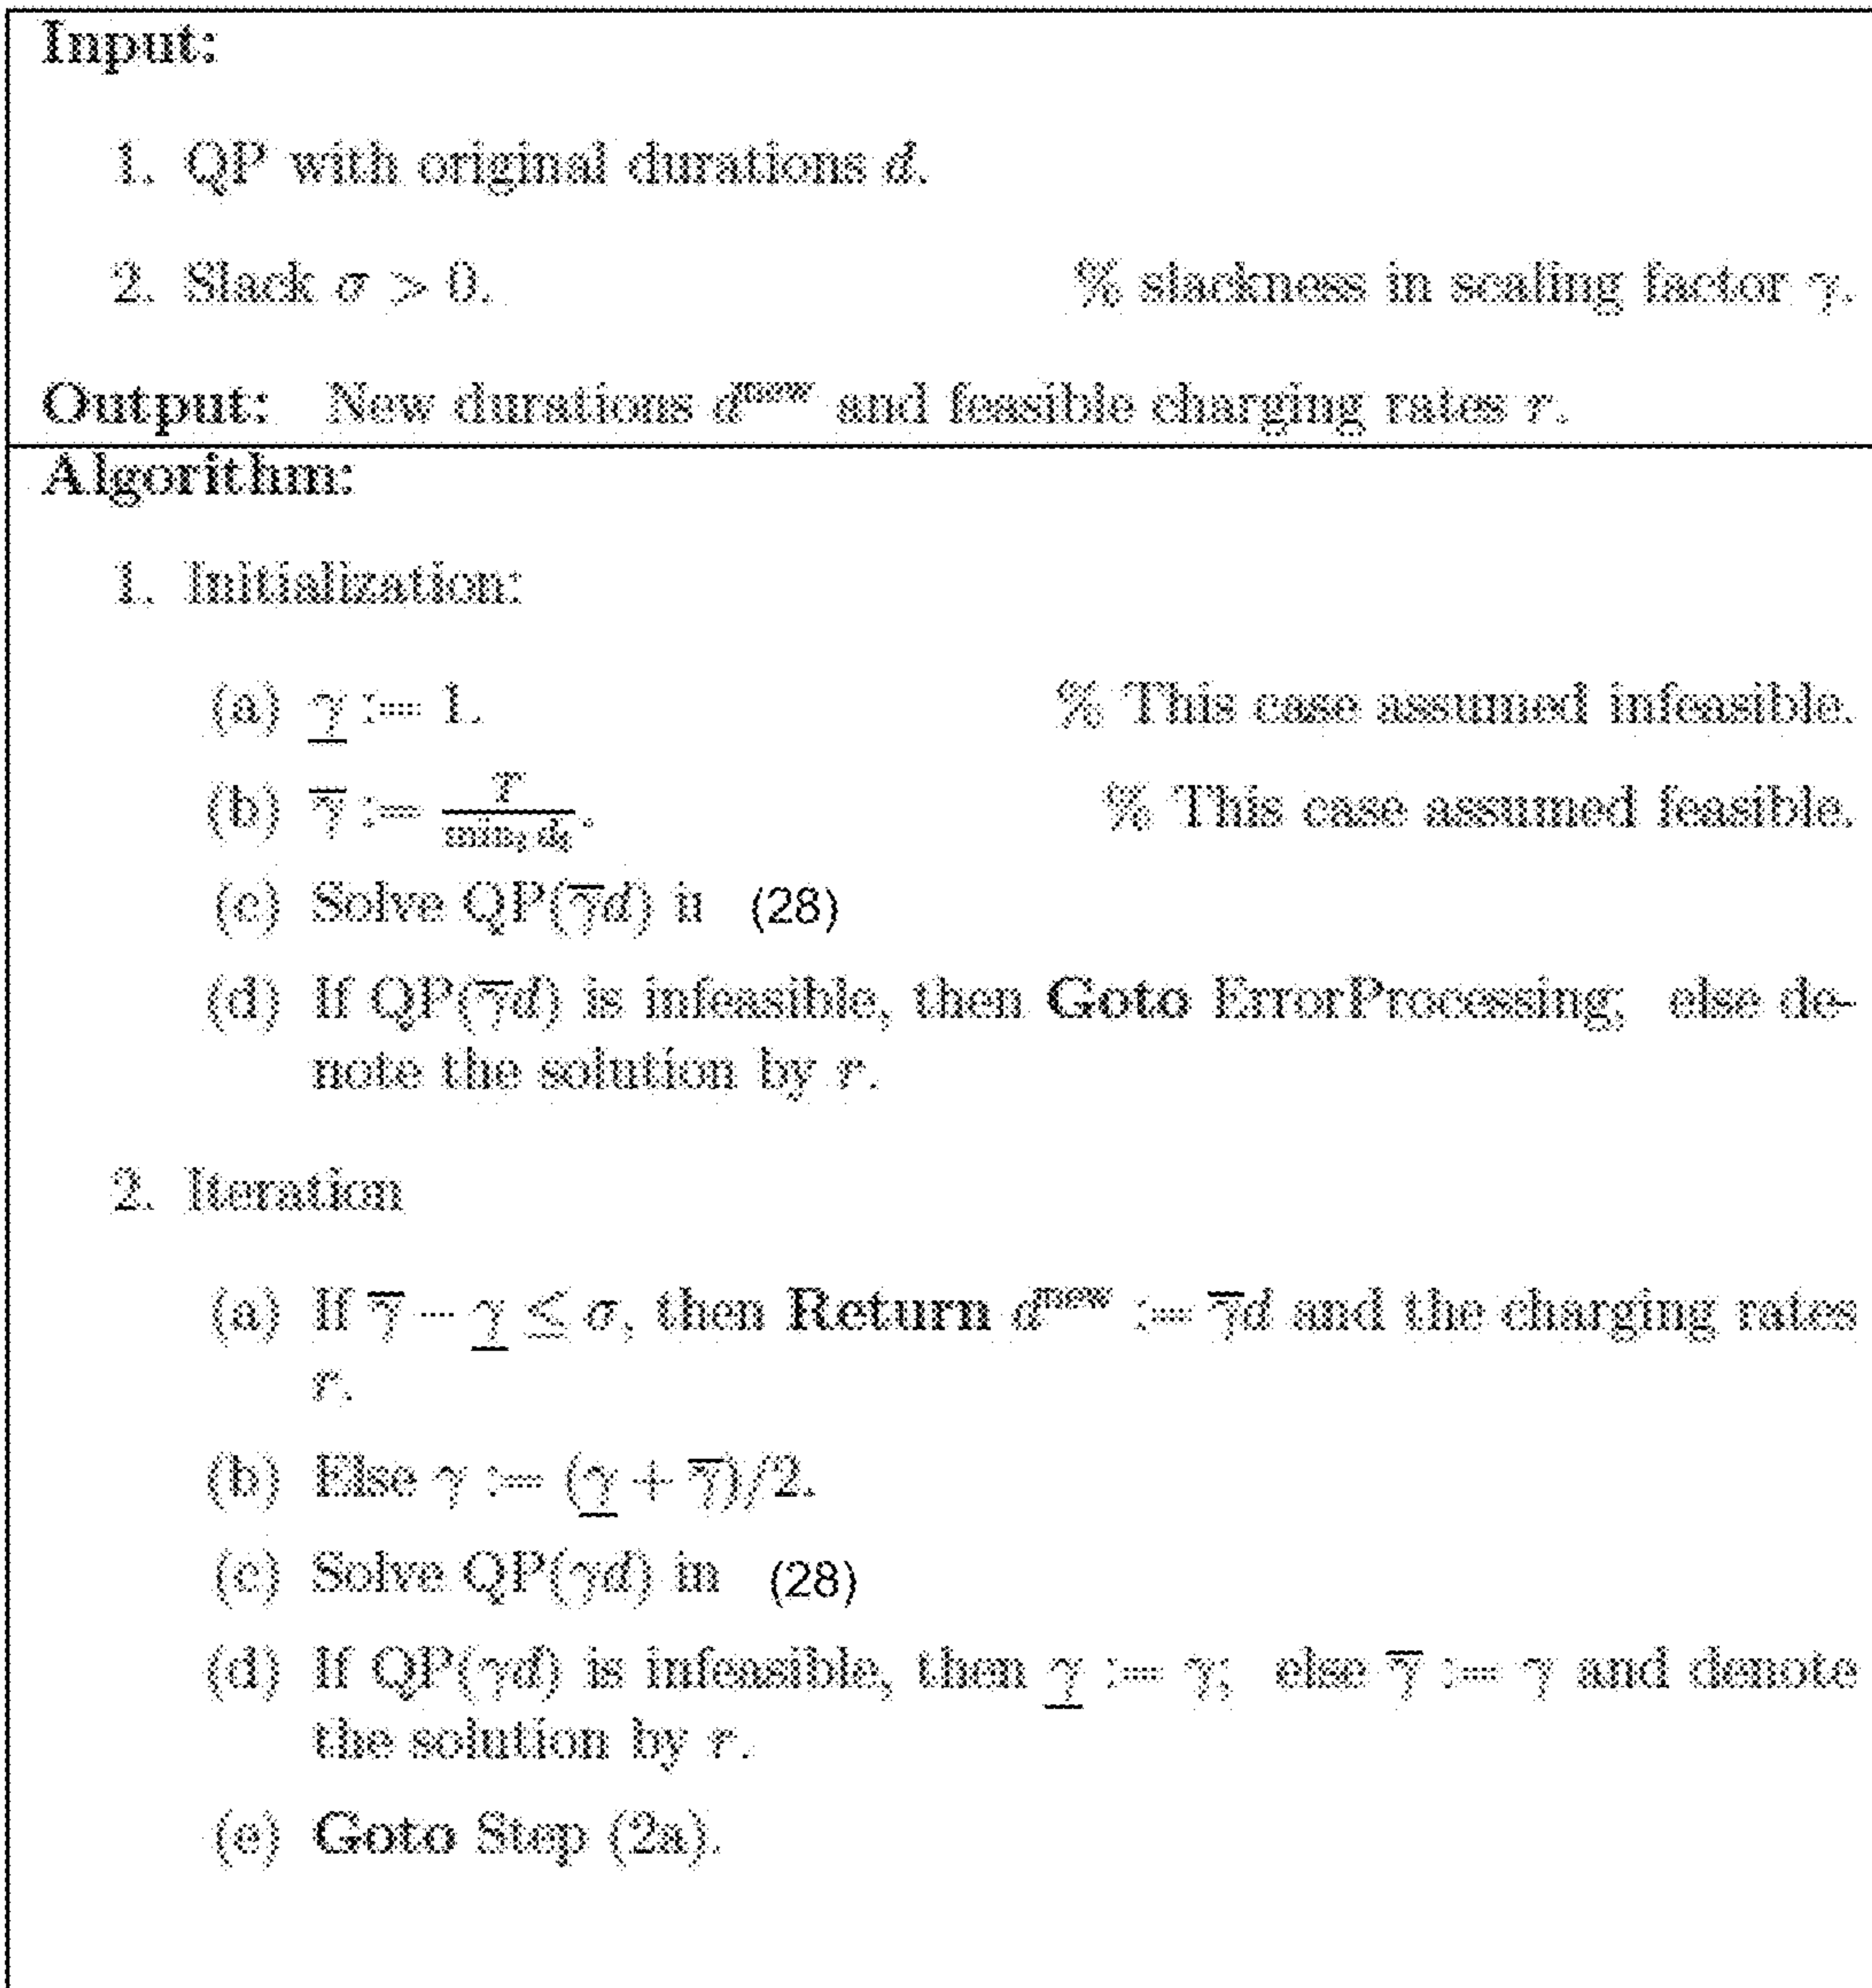 Input:
1. QP with original durations d.
2. Slack σ > 0. % slackness in scaling factor γ.
Output: New durations d^new and feasible charging rates r.
Algorithm:
1. Initialization:
(a) γ̲ := 1. % This case assumed infeasible.
(b) γ̅ := T / min_i d_i. % This case assumed feasible.
(c) Solve QP(γ̅d) in (28)
(d) If QP(γ̅d) is infeasible, then Goto ErrorProcessing; else de-
note the solution by r.
2. Iteration
(a) If γ̅ − γ̲ ≤ σ, then Return d^new := γ̅d and the charging rates
r.
(b) Else γ := (γ̲ + γ̅)/2.
(c) Solve QP(γd) in (28)
(d) If QP(γd) is infeasible, then γ̲ := γ; else γ̅ := γ and denote
the solution by r.
(e) Goto Step (2a).